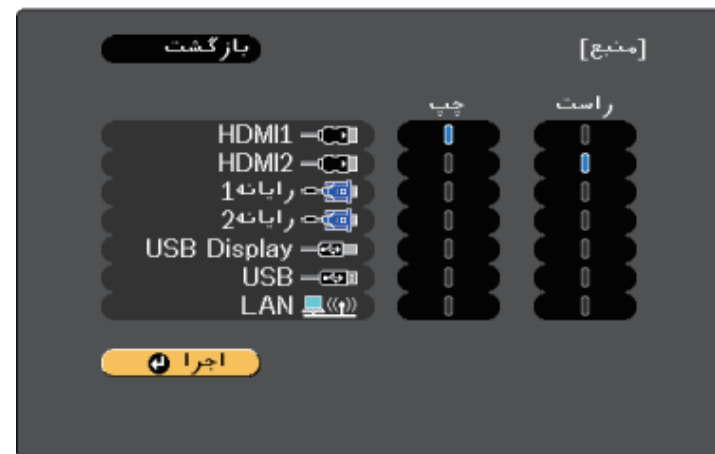 [منبع] بازگشت
راست چپ
HDMI1
HDMI2
رایانه1
رایانه2
USB Display
USB
LAN
اجرا